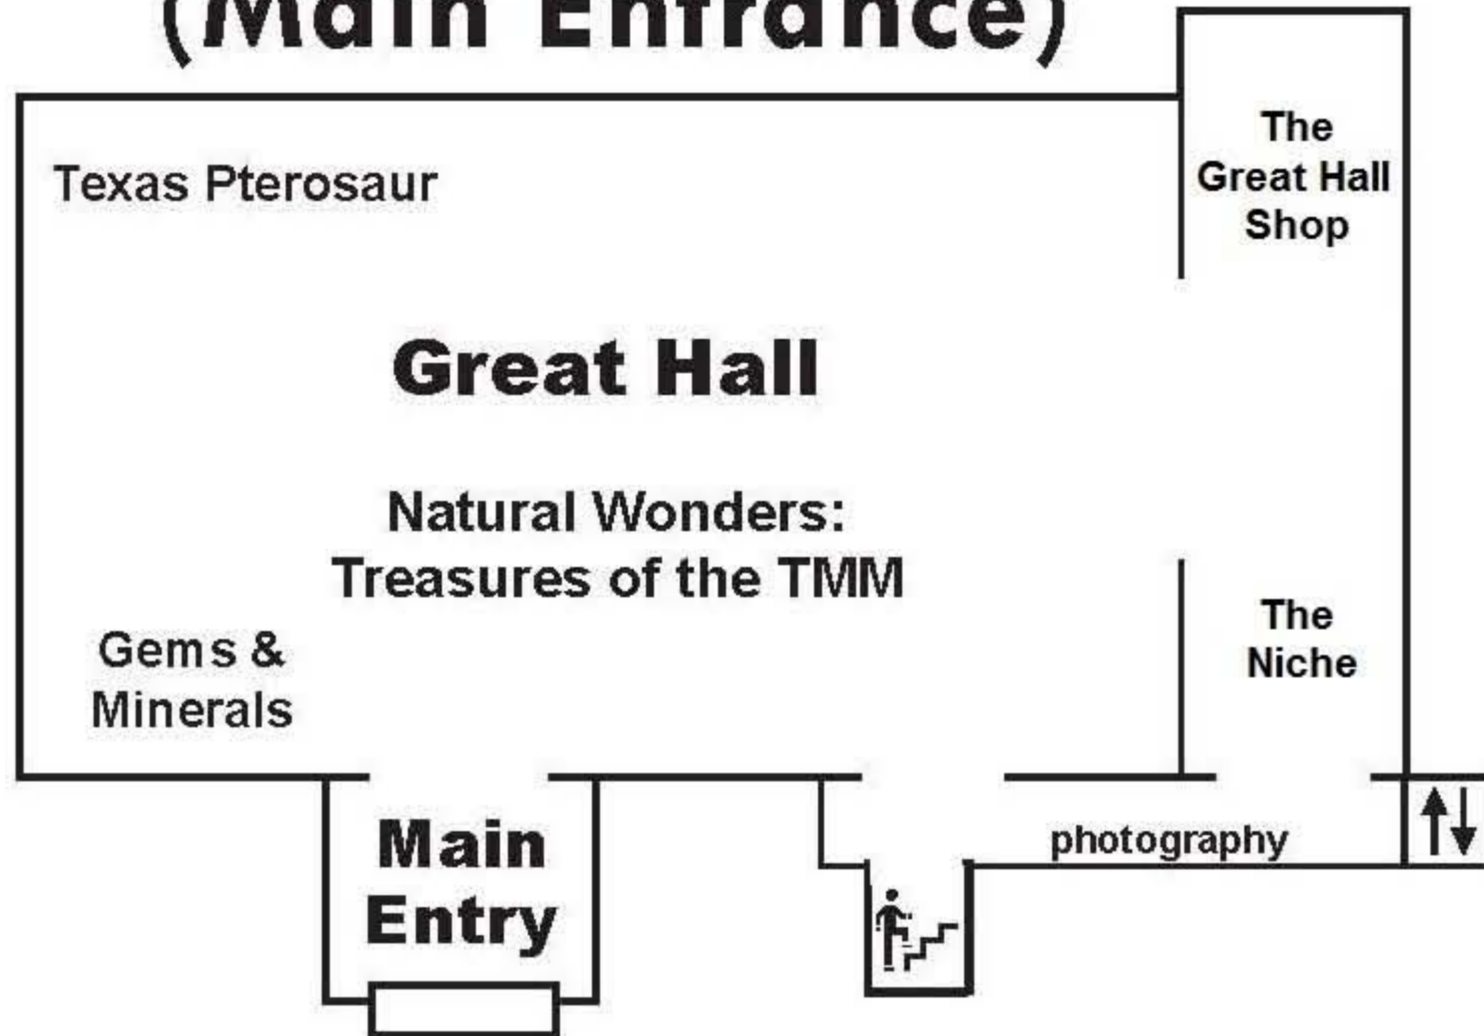 (Main Entrance)
The
Great Hall
Shop
Texas Pterosaur
Great Hall
Natural Wonders:
Treasures of the TMM
Gems &
Minerals
The
Niche
Main
Entry
photography